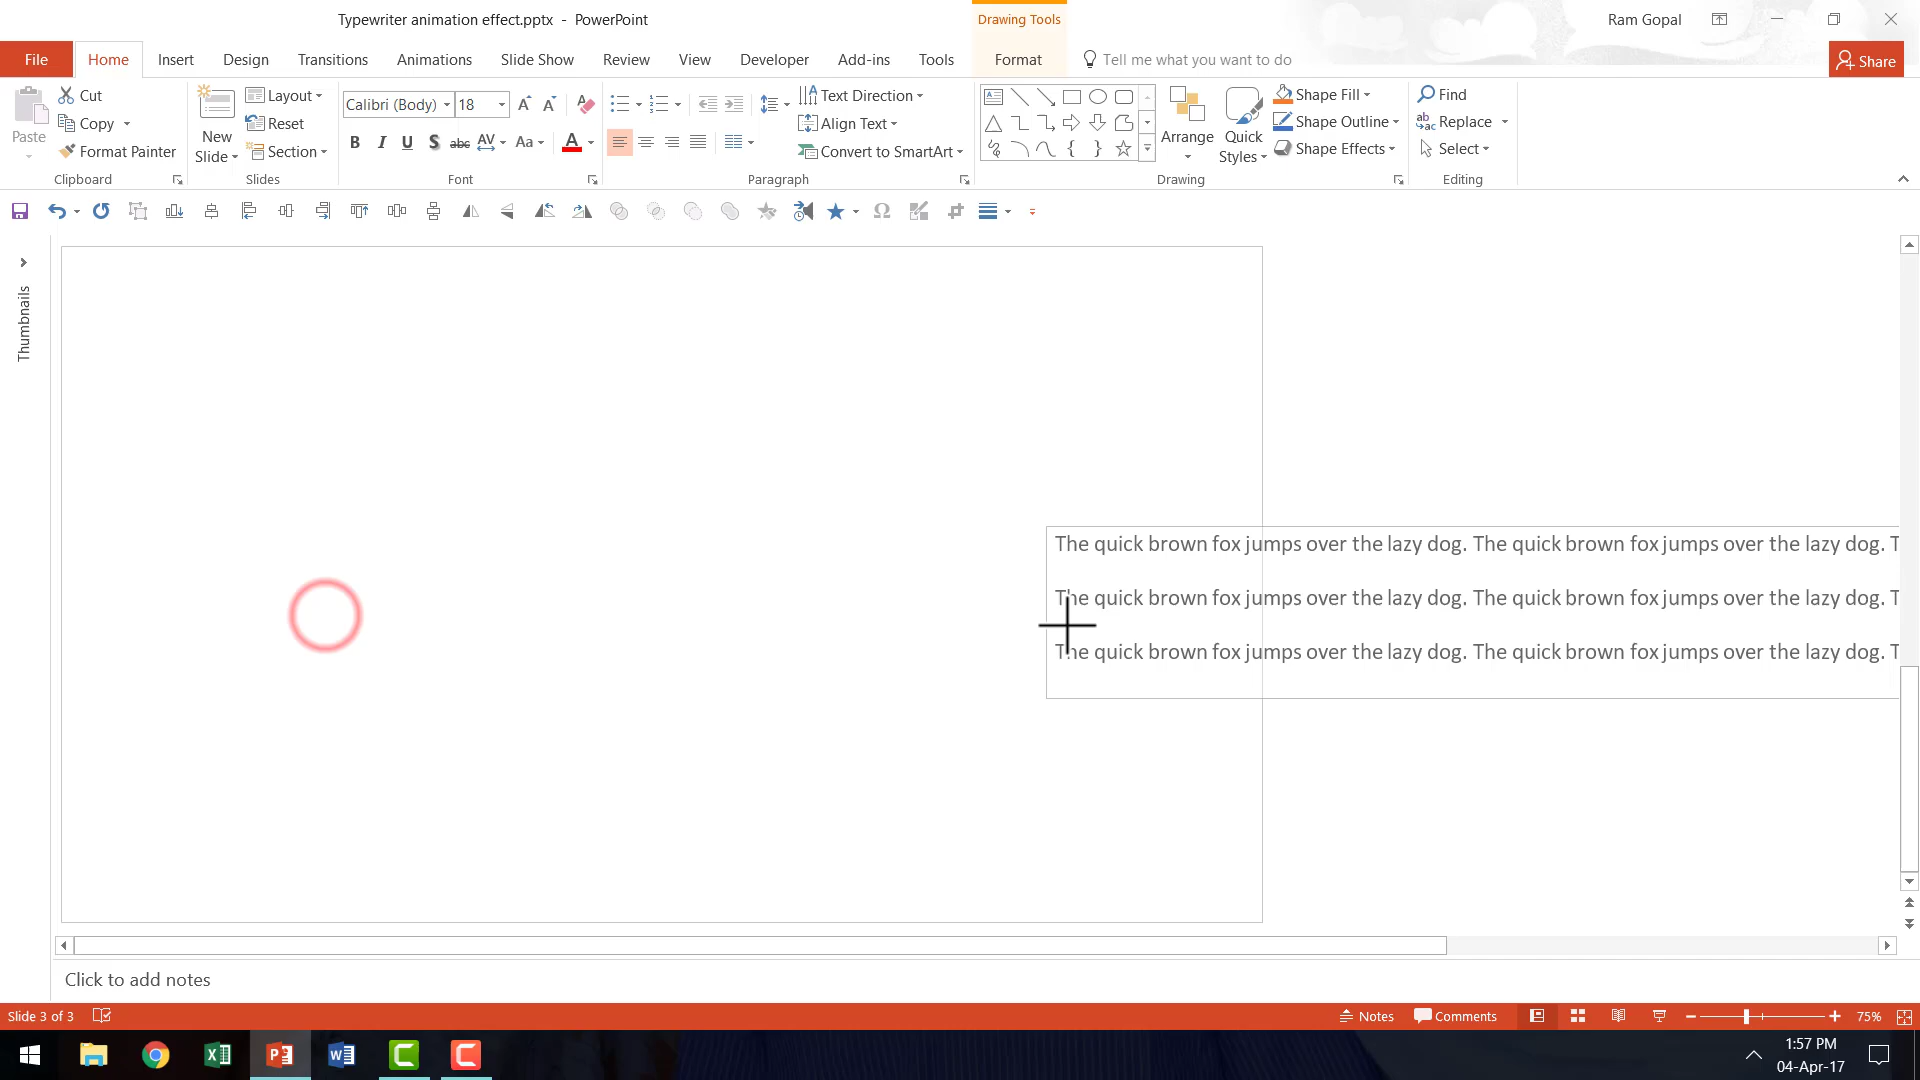 Typewriter animation effect.pptx - PowerPoint
Drawing Tools
Ram Gopal
File
Home
Insert
Design
Transitions
Animations
Slide Show
Review
View
Developer
Add-ins
Tools
Format
Tell me what you want to do
Share
Paste
Cut
Copy
Format Painter
Clipboard
New Slide
Layout
Reset
Section
Slides
Calibri (Body)
18
B I U S abc AV Aa A
Font
Text Direction
Align Text
Convert to SmartArt
Paragraph
Arrange
Quick Styles
Shape Fill
Shape Outline
Shape Effects
Drawing
Find
Replace
Select
Editing
Thumbnails
The quick brown fox jumps over the lazy dog. The quick brown fox jumps over the lazy dog. T
The quick brown fox jumps over the lazy dog. The quick brown fox jumps over the lazy dog. T
The quick brown fox jumps over the lazy dog. The quick brown fox jumps over the lazy dog. T
Click to add notes
Slide 3 of 3
Notes
Comments
75%
1:57 PM
04-Apr-17